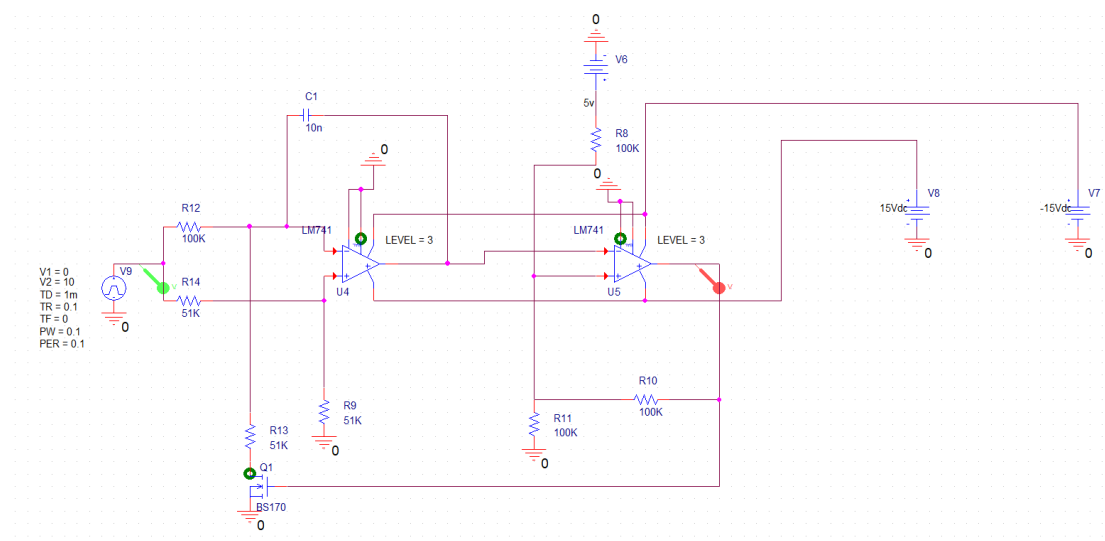 0
V6
5v
R8
100K
0
C1
10n
0
R12
100K
LM741
LEVEL = 3
U4
LM741
LEVEL = 3
U5
V8
15Vdc
0
V7
-15Vdc
0
V1 = 0
V2 = 10
TD = 1m
TR = 0.1
TF = 0
PW = 0.1
PER = 0.1
V9
0
V
R14
51K
V
R9
51K
0
R10
100K
R11
100K
0
R13
51K
Q1
BS170
0